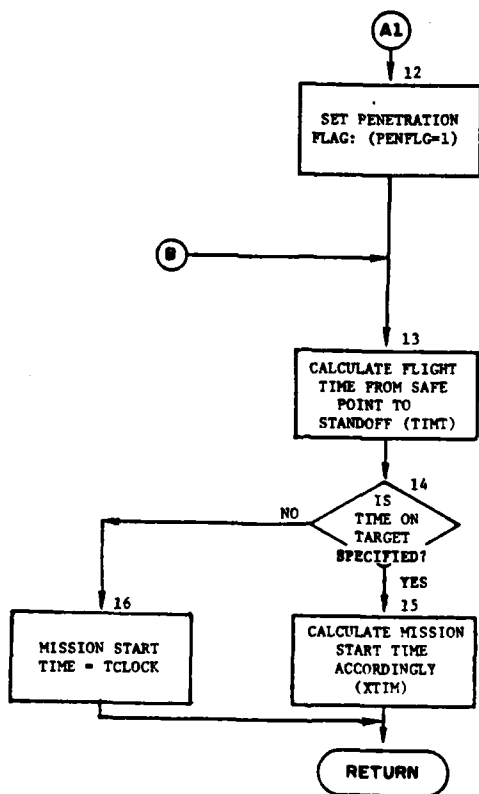 A1
12
SET PENETRATION
FLAG: (PENFLG=1)
B
13
CALCULATE FLIGHT
TIME FROM SAFE
POINT TO
STANDOFF (TIMT)
14
IS
TIME ON
TARGET
SPECIFIED?
NO
YES
16
MISSION START
TIME = TCLOCK
15
CALCULATE MISSION
START TIME
ACCORDINGLY
(XTIM)
RETURN